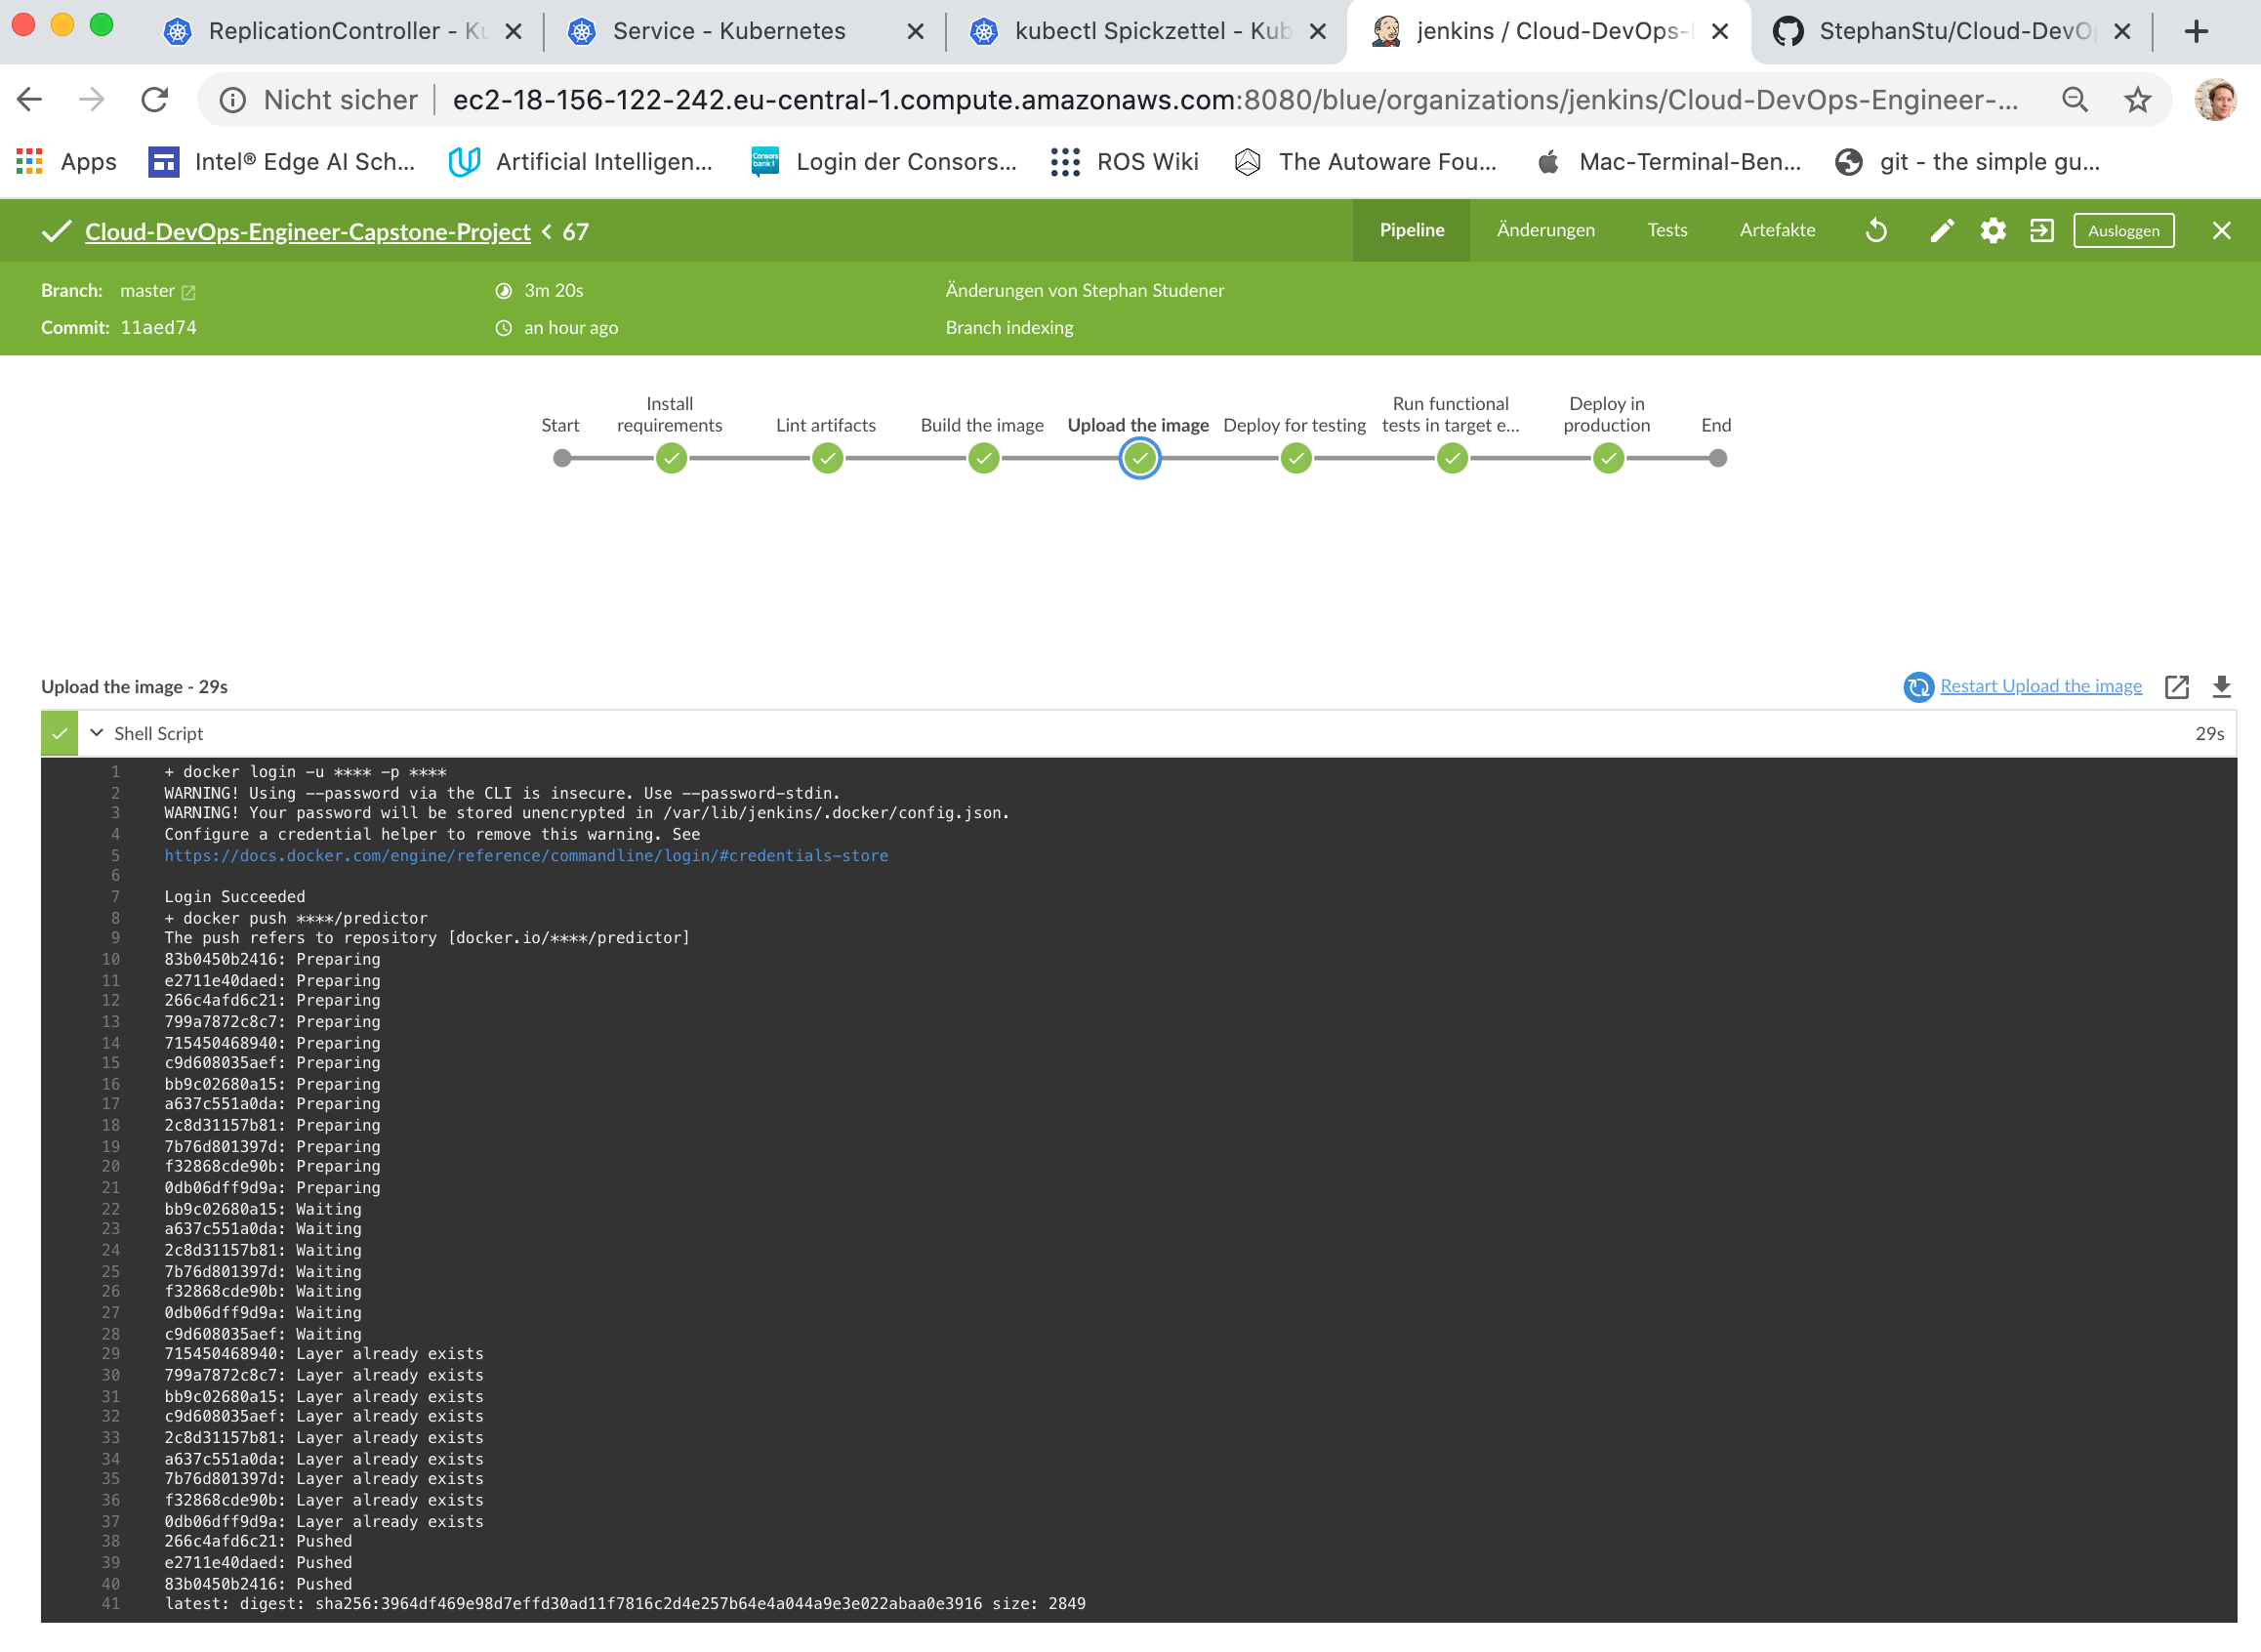 ReplicationController - Ku
Service - Kubernetes
kubectl Spickzettel - Kub
jenkins / Cloud-DevOps-E
StephanStu/Cloud-DevOp
Nicht sicher
ec2-18-156-122-242.eu-central-1.compute.amazonaws.com:8080/blue/organizations/jenkins/Cloud-DevOps-Engineer-...
Apps
Intel® Edge AI Sch...
Artificial Intelligen...
Consors bank!
Login der Consors...
ROS Wiki
The Autoware Fou...
Mac-Terminal-Ben...
git - the simple gu...
Cloud-DevOps-Engineer-Capstone-Project < 67
Pipeline
Änderungen
Tests
Artefakte
Ausloggen
Branch: master
3m 20s
Änderungen von Stephan Studener
Commit: 11aed74
an hour ago
Branch indexing
Start
Install
requirements
Lint artifacts
Build the image
Upload the image
Deploy for testing
Run functional
tests in target e...
Deploy in
production
End
Upload the image - 29s
Restart Upload the image
Shell Script
29s
1 + docker login -u **** -p ****
2 WARNING! Using --password via the CLI is insecure. Use --password-stdin.
3 WARNING! Your password will be stored unencrypted in /var/lib/jenkins/.docker/config.json.
4 Configure a credential helper to remove this warning. See
5 https://docs.docker.com/engine/reference/commandline/login/#credentials-store
6
7 Login Succeeded
8 + docker push ****/predictor
9 The push refers to repository [docker.io/****/predictor]
10 83b0450b2416: Preparing
11 e2711e40daed: Preparing
12 266c4afd6c21: Preparing
13 799a7872c8c7: Preparing
14 715450468940: Preparing
15 c9d608035aef: Preparing
16 bb9c02680a15: Preparing
17 a637c551a0da: Preparing
18 2c8d31157b81: Preparing
19 7b76d801397d: Preparing
20 f32868cde90b: Preparing
21 0db06dff9d9a: Preparing
22 bb9c02680a15: Waiting
23 a637c551a0da: Waiting
24 2c8d31157b81: Waiting
25 7b76d801397d: Waiting
26 f32868cde90b: Waiting
27 0db06dff9d9a: Waiting
28 c9d608035aef: Waiting
29 715450468940: Layer already exists
30 799a7872c8c7: Layer already exists
31 bb9c02680a15: Layer already exists
32 c9d608035aef: Layer already exists
33 2c8d31157b81: Layer already exists
34 a637c551a0da: Layer already exists
35 7b76d801397d: Layer already exists
36 f32868cde90b: Layer already exists
37 0db06dff9d9a: Layer already exists
38 266c4afd6c21: Pushed
39 e2711e40daed: Pushed
40 83b0450b2416: Pushed
41 latest: digest: sha256:3964df469e98d7effd30ad11f7816c2d4e257b64e4a044a9e3e022abaa0e3916 size: 2849